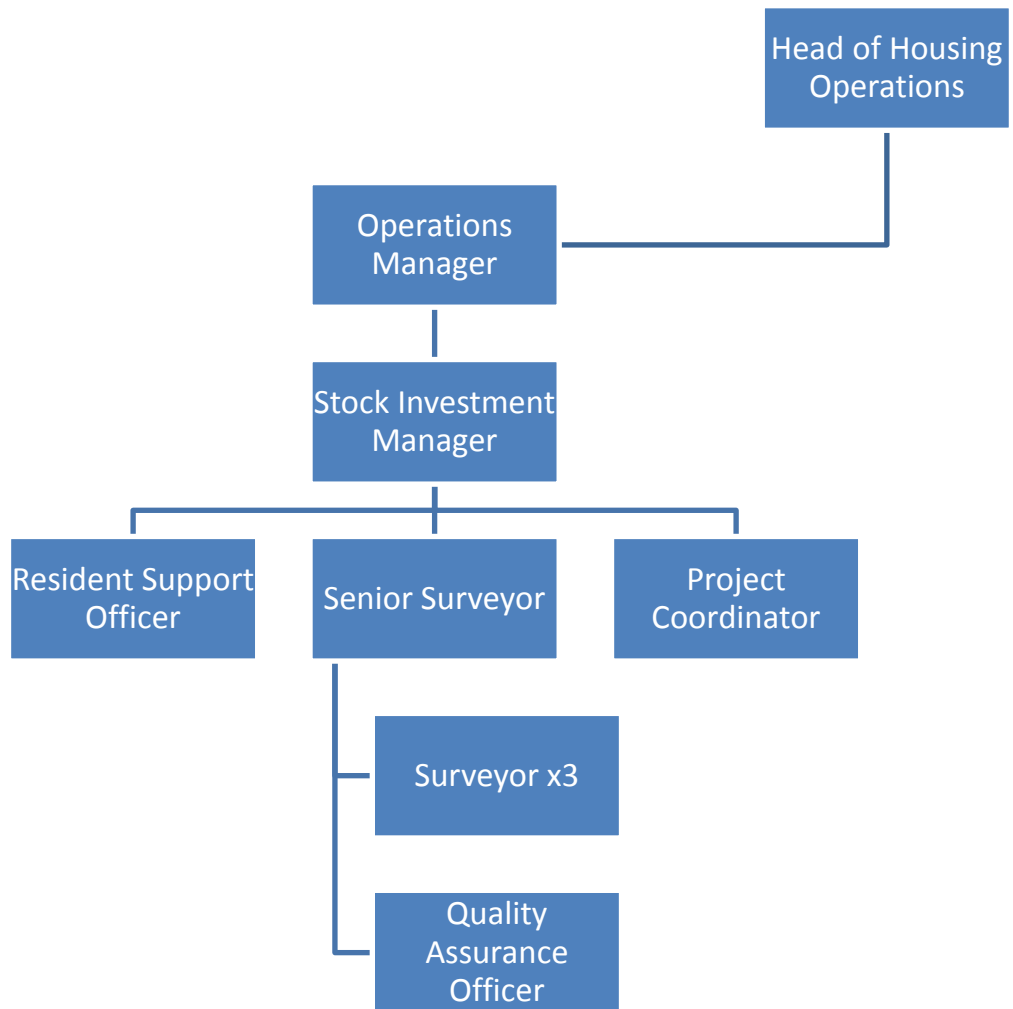 Head of Housing
Operations
Operations
Manager
Stock Investment
Manager
Resident Support
Officer
Senior Surveyor
Project
Coordinator
Surveyor x3
Quality
Assurance
Officer